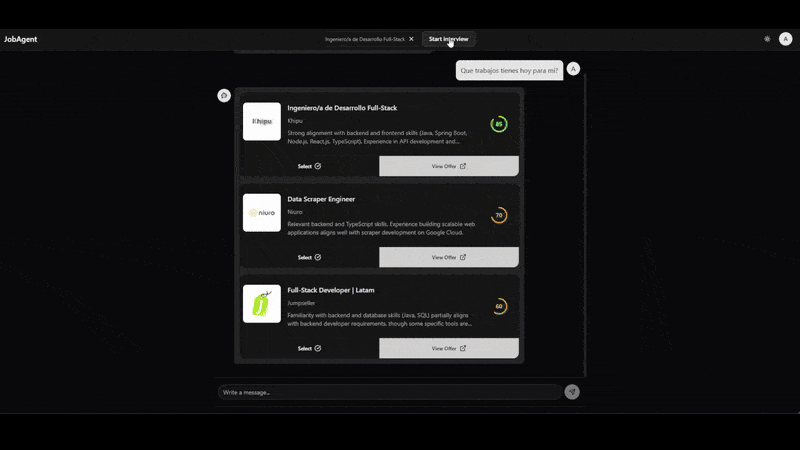 JobAgent
Ingeniero/a de Desarrollo Full-Stack
Start interview
A
Que trabajos tienes hoy para mi?
A
khipu
Ingeniero/a de Desarrollo Full-Stack
Khipu
Strong alignment with backend and frontend skills (Java, Spring Boot,
Node.js, React.js, TypeScript). Experience in API development and...
85
Select
View Offer
niuro
Data Scraper Engineer
Niuro
Relevant backend and TypeScript skills. Experience building scalable web
applications aligns well with scraper development on Google Cloud.
70
Select
View Offer
Full-Stack Developer | Latam
Jumpseller
Familiarity with backend and database skills (Java, SQL) partially aligns
with backend developer requirements, though some specific tools are...
60
Select
View Offer
Write a message...